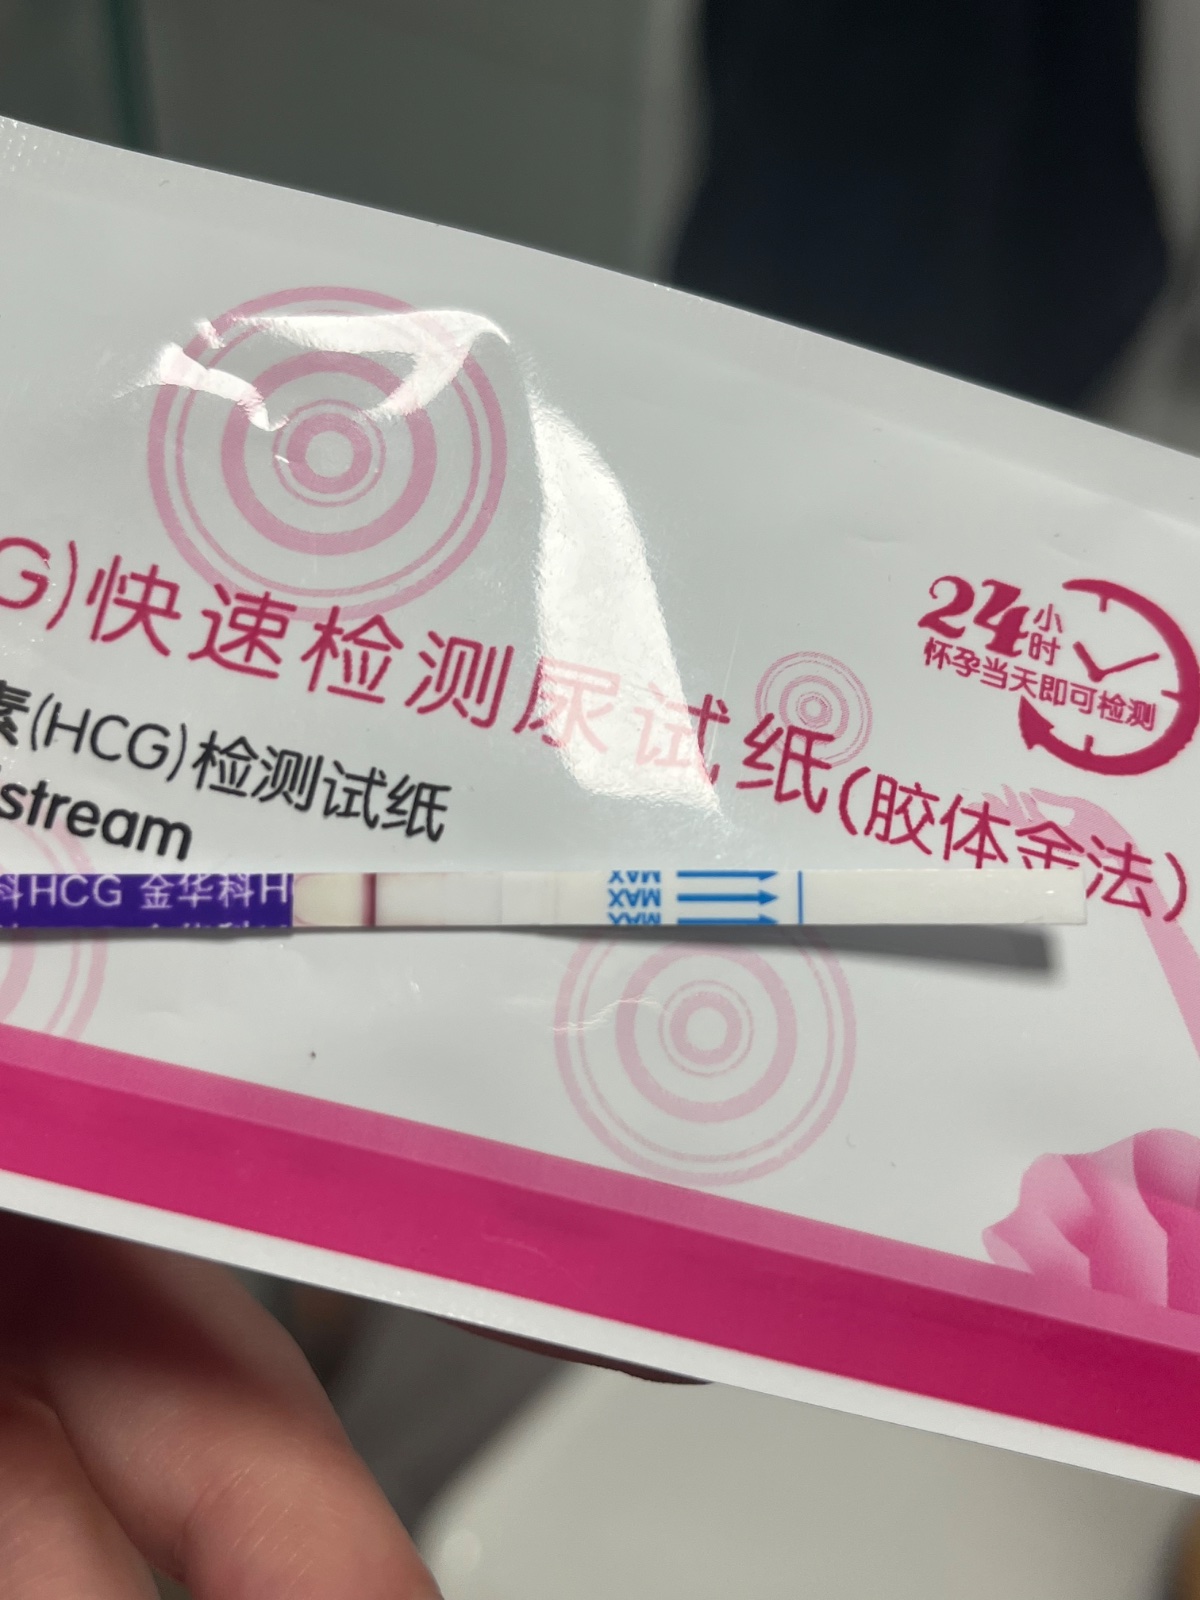 G)快速检测尿试纸(胶体金法)
24小时
怀孕当天即可检测
素(HCG)检测试纸
stream
科HCG 金华科H
MAX
MAX
MAX